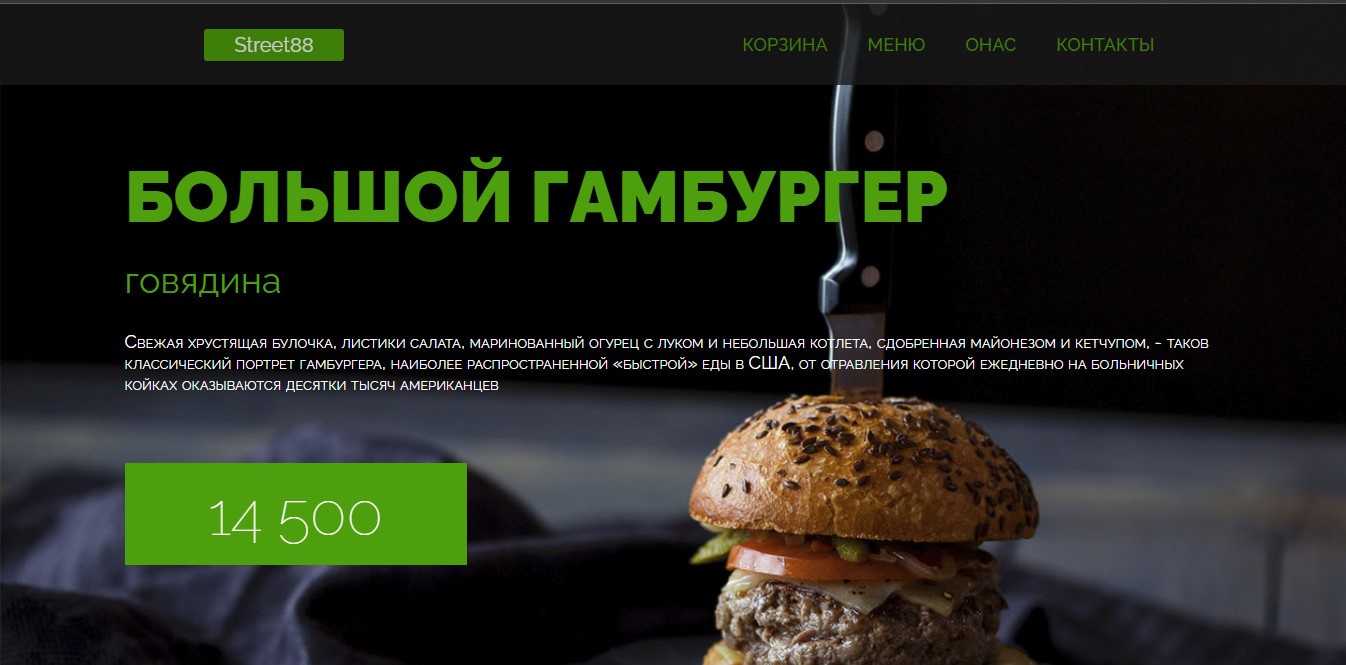 Street88
КОРЗИНА МЕНЮ ОНАС КОНТАКТЫ
БОЛЬШОЙ ГАМБУРГЕР
говядина
Свежая хрустящая булочка, листики салата, маринованный огурец с луком и небольшая котлета, сдобренная майонезом и кетчупом, - таков
классический портрет гамбургера, наиболее распространенной «быстрой» еды в США, от отравления которой ежедневно на больничных
койках оказываются десятки тысяч американцев
14 500